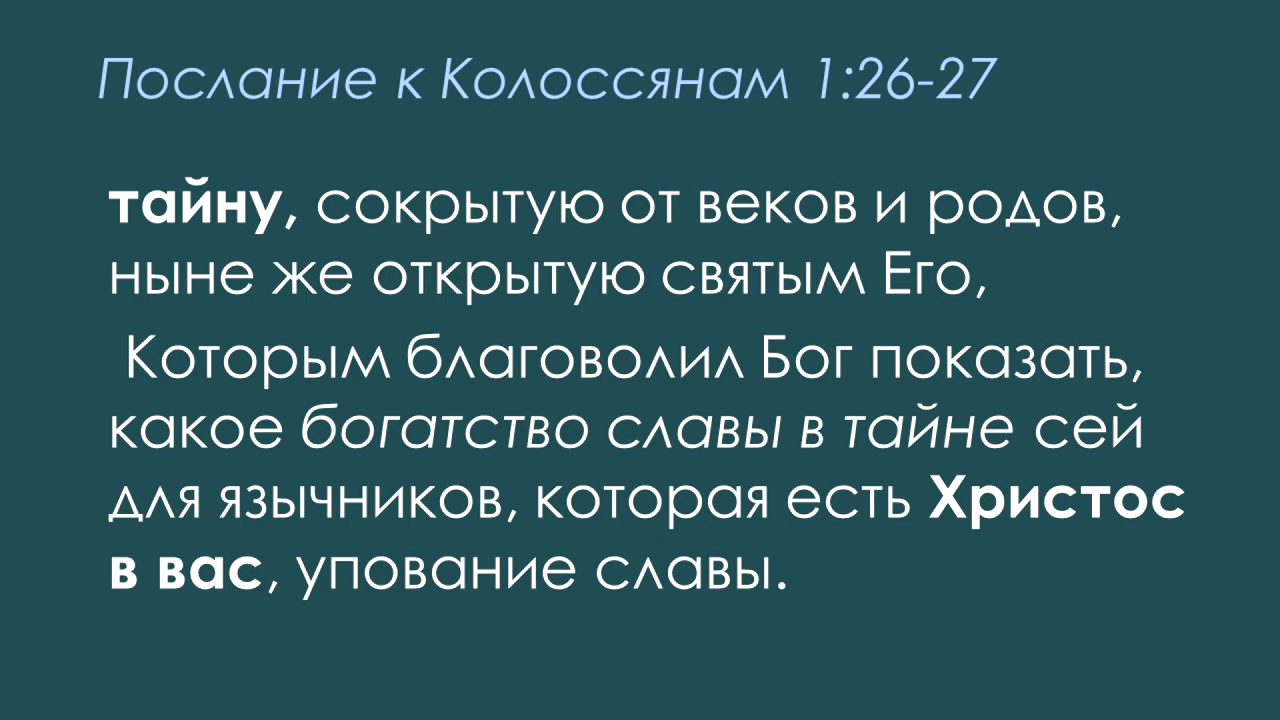 Послание к Колоссянам 1:26-27
тайну, сокрытую от веков и родов,
ныне же открытую святым Его,
Которым благоволил Бог показать,
какое богатство славы в тайне сей
для язычников, которая есть Христос
в вас, упование славы.